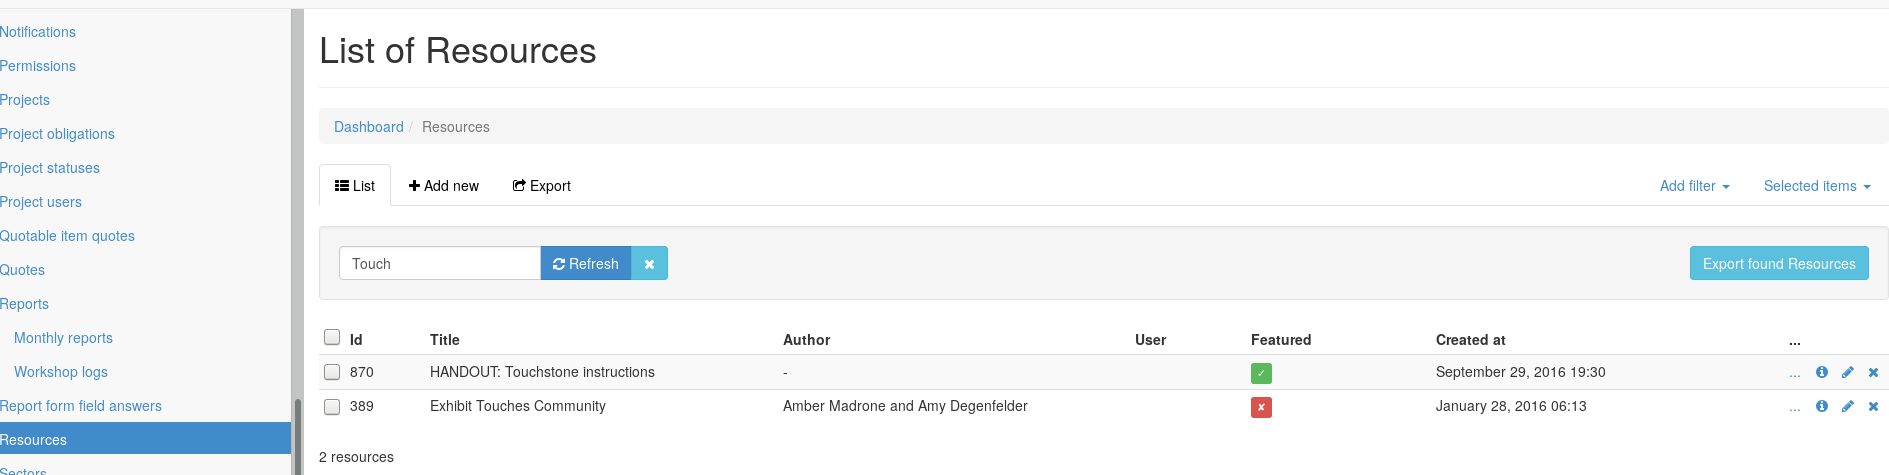 Notifications
Permissions
Projects
Project obligations
Project statuses
Project users
Quotable item quotes
Quotes
Reports
Monthly reports
Workshop logs
Report form field answers
Resources
Sectors
List of Resources
Dashboard / Resources
List Add new Export Add filter Selected items
Touch Refresh Export found Resources
Id Title Author User Featured Created at ...
870 HANDOUT: Touchstone instructions - ✓ September 29, 2016 19:30 ...
389 Exhibit Touches Community Amber Madrone and Amy Degenfelder ✘ January 28, 2016 06:13 ...
2 resources